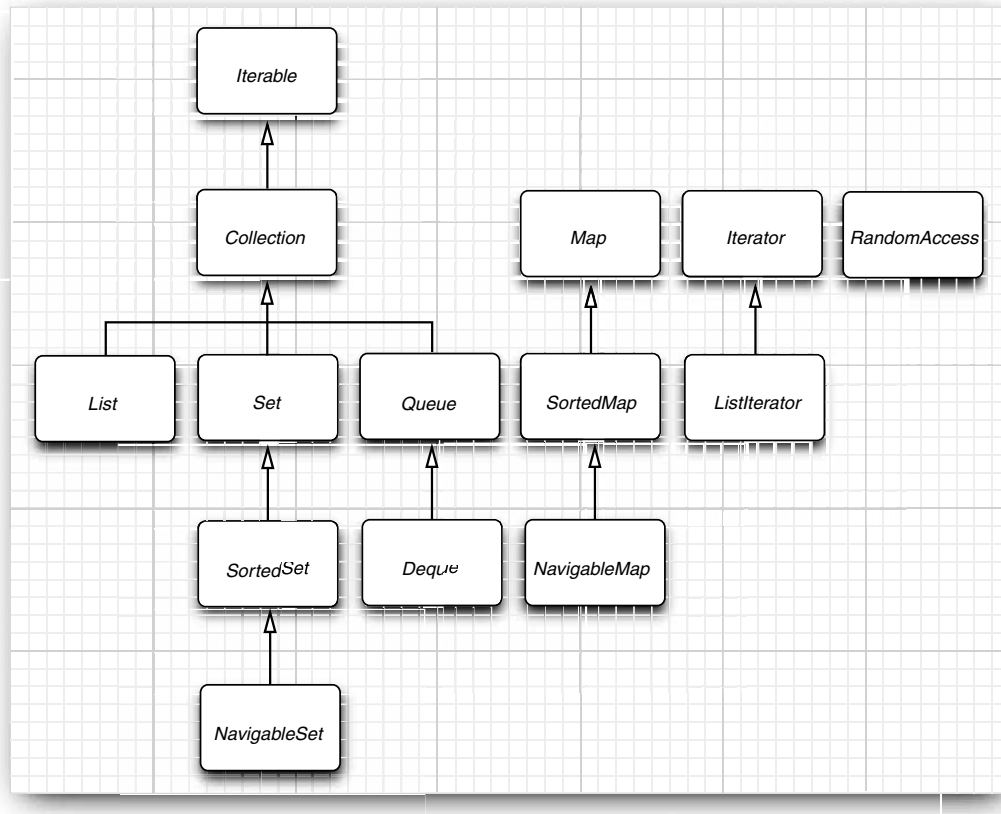 Iterable
Collection
Map
Iterator
RandomAccess
List
Set
Queue
SortedMap
ListIterator
SortedSet
Deque
NavigableMap
NavigableSet